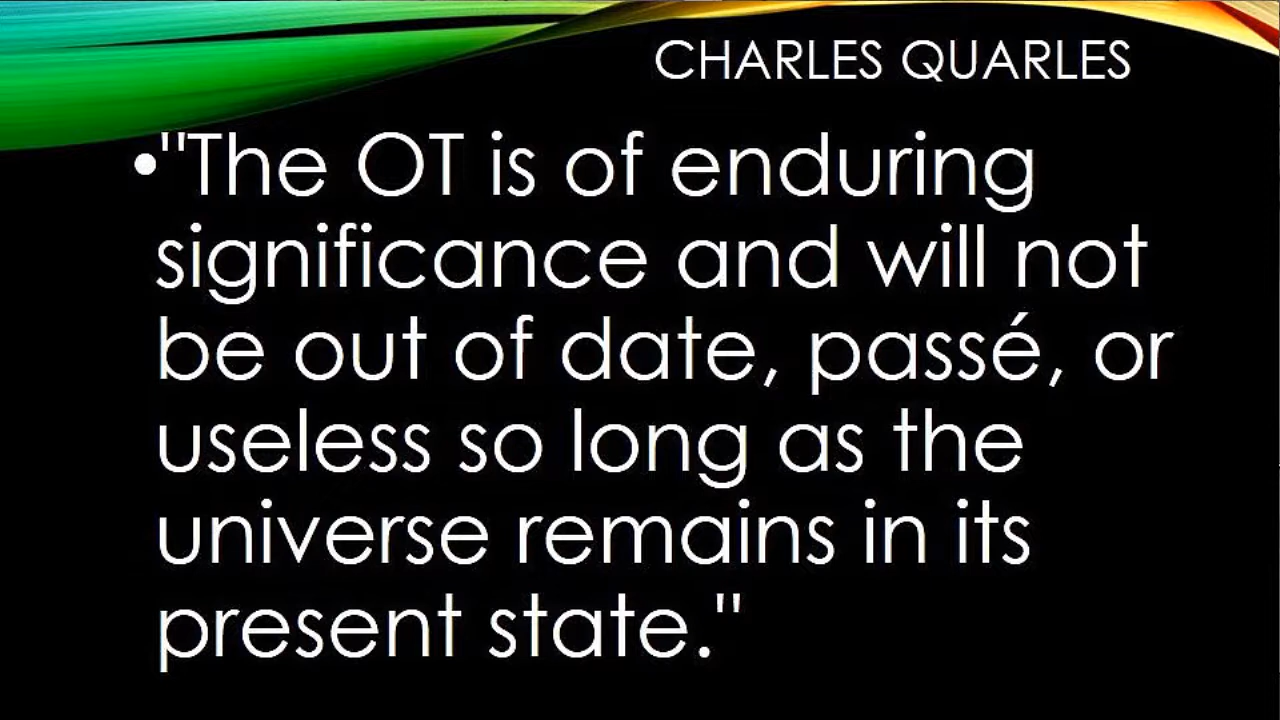 CHARLES QUARLES
•"The OT is of enduring
significance and will not
be out of date, passé, or
useless so long as the
universe remains in its
present state."